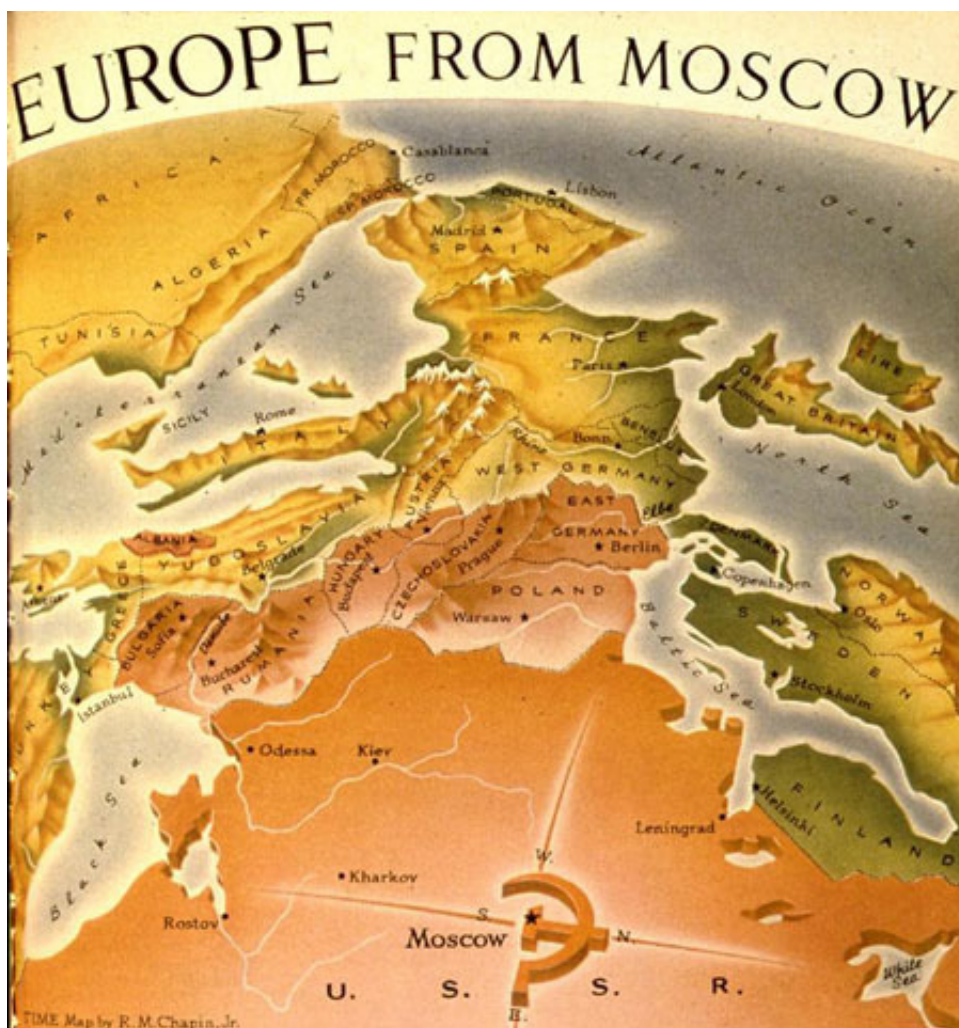 EUROPE FROM MOSCOW
Atlantic Ocean
AFRICA
FR. MOROCCO
Casablanca
SP. MOROCCO
Lisbon
PORTUGAL
Madrid
SPAIN
ALGERIA
TUNISIA
Mediterranean Sea
FRANCE
Paris
EIRE
GREAT BRITAIN
London
SICILY
Rome
ITALY
Rhine
Bonn
BENELUX
North Sea
WEST GERMANY
AUSTRIA
Vienna
EAST
GERMANY
Elbe
Berlin
DENMARK
Copenhagen
ALBANIA
YUGOSLAVIA
Belgrade
HUNGARY
Budapest
CZECHOSLOVAKIA
Prague
POLAND
Warsaw
NORWAY
Oslo
SWEDEN
Stockholm
Baltic Sea
Athens
GREECE
BULGARIA
Sofia
Danube
Bucharest
RUMANIA
TURKEY
Istanbul
Black Sea
Odessa
Kiev
Leningrad
Helsinki
FINLAND
Kharkov
Rostov
W.
S.
N.
E.
Moscow
White
Sea
U. S. S. R.
TIME Map by R. M. Chapin, Jr.